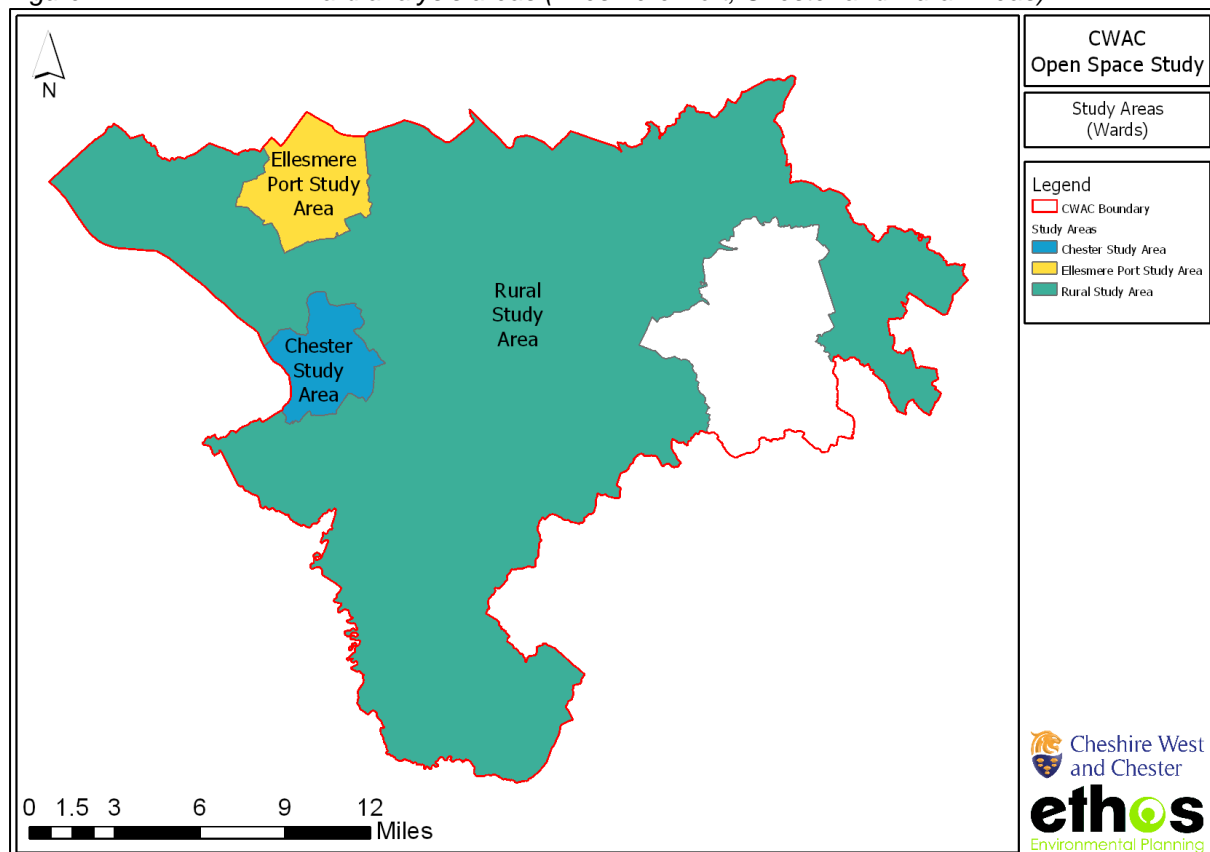 N
Ellesmere
Port Study
Area
Rural
Study
Area
Chester
Study
Area
0 1.5 3 6 9 12
Miles
CWAC
Open Space Study
Study Areas
(Wards)
Legend
CWAC Boundary
Study Areas
Chester Study Area
Ellesmere Port Study Area
Rural Study Area
Cheshire West
and Chester
ethos
Environmental Planning